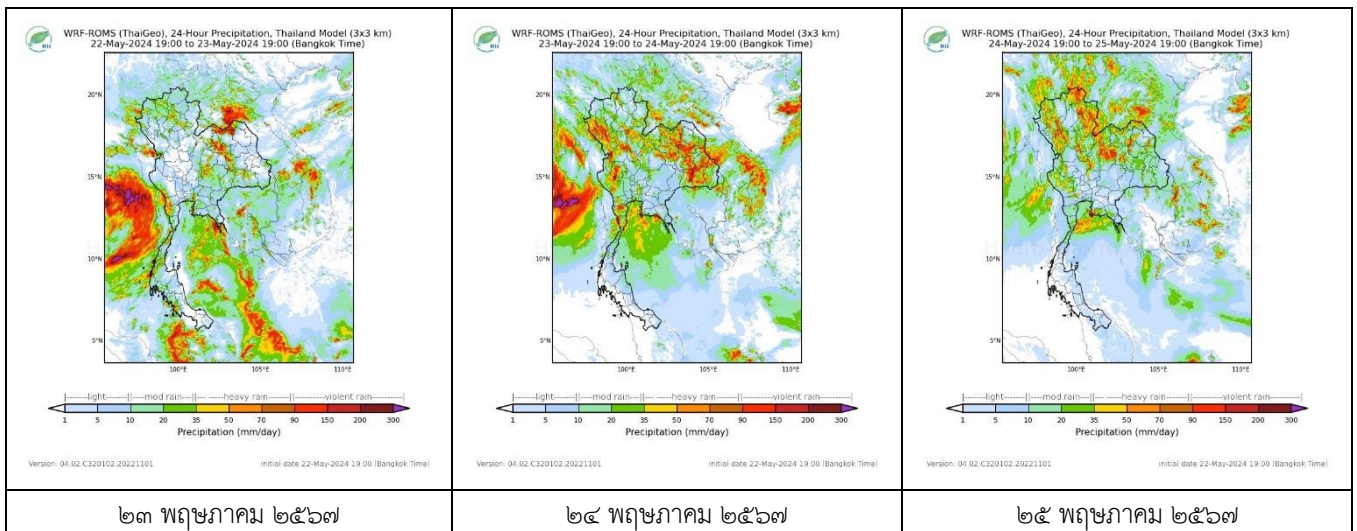 WRF-ROMS (ThaiGeo), 24-Hour Precipitation, Thailand Model (3x3 km)
22-May-2024 19:00 to 23-May-2024 19:00 (Bangkok Time)
20°N
15°N
10°N
5°N
100°E 105°E 110°E
|-------light-------||----mod rain----||---- heavy rain--------||--------violent rain--------|
1 5 10 20 35 50 70 90 150 200 300
Precipitation (mm/day)
Version: 04.02.C320102.20221101 initial date 22-May-2024 19:00 (Bangkok Time)
๒๓ พฤษภาคม ๒๕๖๗
WRF-ROMS (ThaiGeo), 24-Hour Precipitation, Thailand Model (3x3 km)
23-May-2024 19:00 to 24-May-2024 19:00 (Bangkok Time)
20°N
15°N
10°N
5°N
100°E 105°E 110°E
|-------light-------||----mod rain----||---- heavy rain--------||--------violent rain--------|
1 5 10 20 35 50 70 90 150 200 300
Precipitation (mm/day)
Version: 04.02.C320102.20221101 initial date 22-May-2024 19:00 (Bangkok Time)
๒๔ พฤษภาคม ๒๕๖๗
WRF-ROMS (ThaiGeo), 24-Hour Precipitation, Thailand Model (3x3 km)
24-May-2024 19:00 to 25-May-2024 19:00 (Bangkok Time)
20°N
15°N
10°N
5°N
100°E 105°E 110°E
|-------light-------||----mod rain----||---- heavy rain--------||--------violent rain--------|
1 5 10 20 35 50 70 90 150 200 300
Precipitation (mm/day)
Version: 04.02.C320102.20221101 initial date 22-May-2024 19:00 (Bangkok Time)
๒๕ พฤษภาคม ๒๕๖๗